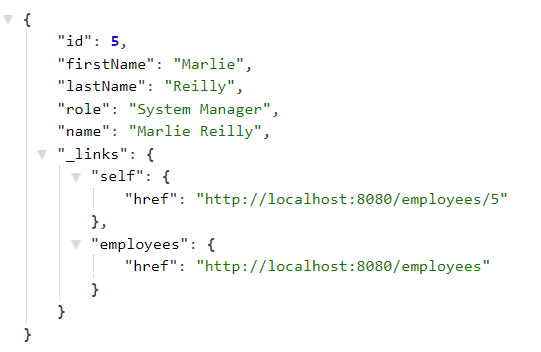 {
"id": 5,
"firstName": "Marlie",
"lastName": "Reilly",
"role": "System Manager",
"name": "Marlie Reilly",
"_links": {
"self": {
"href": "http://localhost:8080/employees/5"
},
"employees": {
"href": "http://localhost:8080/employees"
}
}
}